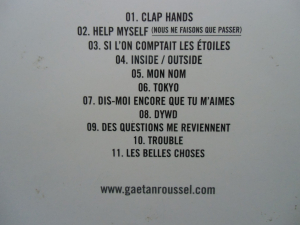 01. CLAP HANDS
02. HELP MYSELF (NOUS NE FAISONS QUE PASSER)
03. SI L'ON COMPTAIT LES ÉTOILES
04. INSIDE / OUTSIDE
05. MON NOM
06. TOKYO
07. DIS-MOI ENCORE QUE TU M'AIMES
08. DYWD
09. DES QUESTIONS ME REVIENNENT
10. TROUBLE
11. LES BELLES CHOSES
www.gaetanroussel.com